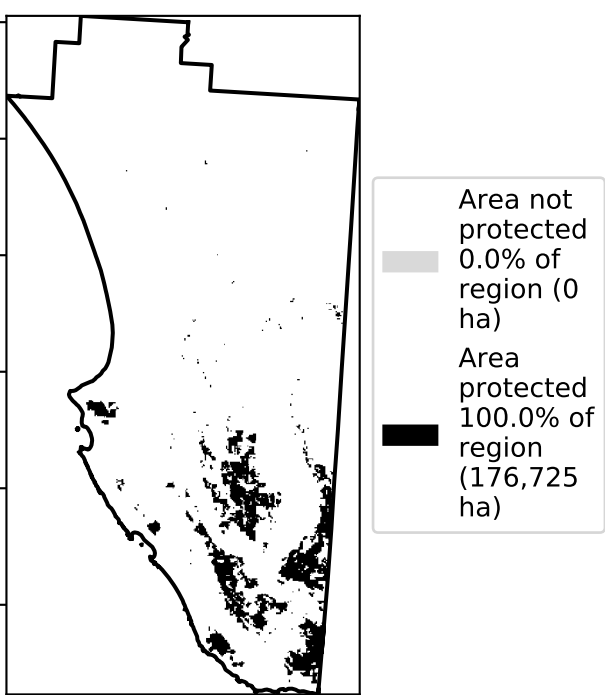 Area not
protected
0.0% of
region (0
ha)
Area
protected
100.0% of
region
(176,725
ha)